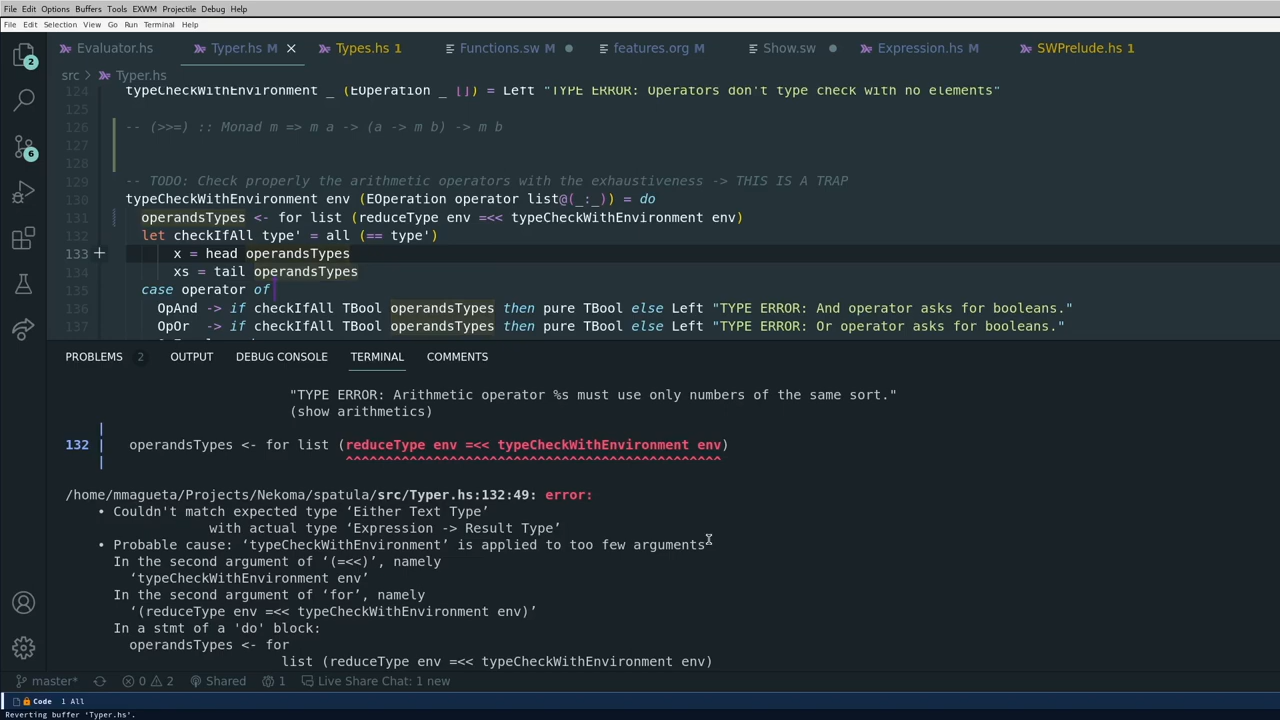 File Edit Options Buffers Tools EXWM Projectile Debug Help
File Edit Selection View Go Run Terminal Help
Evaluator.hs Typer.hs M Types.hs 1 Functions.sw M features.org M Show.sw Expression.hs M SWPrelude.hs 1
src > Typer.hs
124 typeCheckWithEnvironment _ (EOperation _ []) = Left "TYPE ERROR: Operators don't type check with no elements"
125
126 -- (>>=) :: Monad m => m a -> (a -> m b) -> m b
127
128
129 -- TODO: Check properly the arithmetic operators with the exhaustiveness -> THIS IS A TRAP
130 typeCheckWithEnvironment env (EOperation operator list@(_:_)) = do
131 operandsTypes <- for list (reduceType env =<< typeCheckWithEnvironment env)
132 let checkIfAll type' = all (== type')
133 x = head operandsTypes
134 xs = tail operandsTypes
135 case operator of
136 OpAnd -> if checkIfAll TBool operandsTypes then pure TBool else Left "TYPE ERROR: And operator asks for booleans."
137 OpOr -> if checkIfAll TBool operandsTypes then pure TBool else Left "TYPE ERROR: Or operator asks for booleans."
PROBLEMS 2 OUTPUT DEBUG CONSOLE TERMINAL COMMENTS
"TYPE ERROR: Arithmetic operator %s must use only numbers of the same sort."
(show arithmetics)
|
132 | operandsTypes <- for list (reduceType env =<< typeCheckWithEnvironment env)
| ^^^^^^^^^^^^^^^^^^^^^^^^^^^^^^^^^^^^^^^^^^^^^^^
/home/mmagueta/Projects/Nekoma/spatula/src/Typer.hs:132:49: error:
• Couldn't match expected type ‘Either Text Type’
with actual type ‘Expression -> Result Type’
• Probable cause: ‘typeCheckWithEnvironment’ is applied to too few arguments
In the second argument of ‘(=<<)’, namely
‘typeCheckWithEnvironment env’
In the second argument of ‘for’, namely
‘(reduceType env =<< typeCheckWithEnvironment env)’
In a stmt of a 'do' block:
operandsTypes <- for
list (reduceType env =<< typeCheckWithEnvironment env)
master* 0 2 Shared 1 Live Share Chat: 1 new
Code 1 All
Reverting buffer 'Typer.hs'.